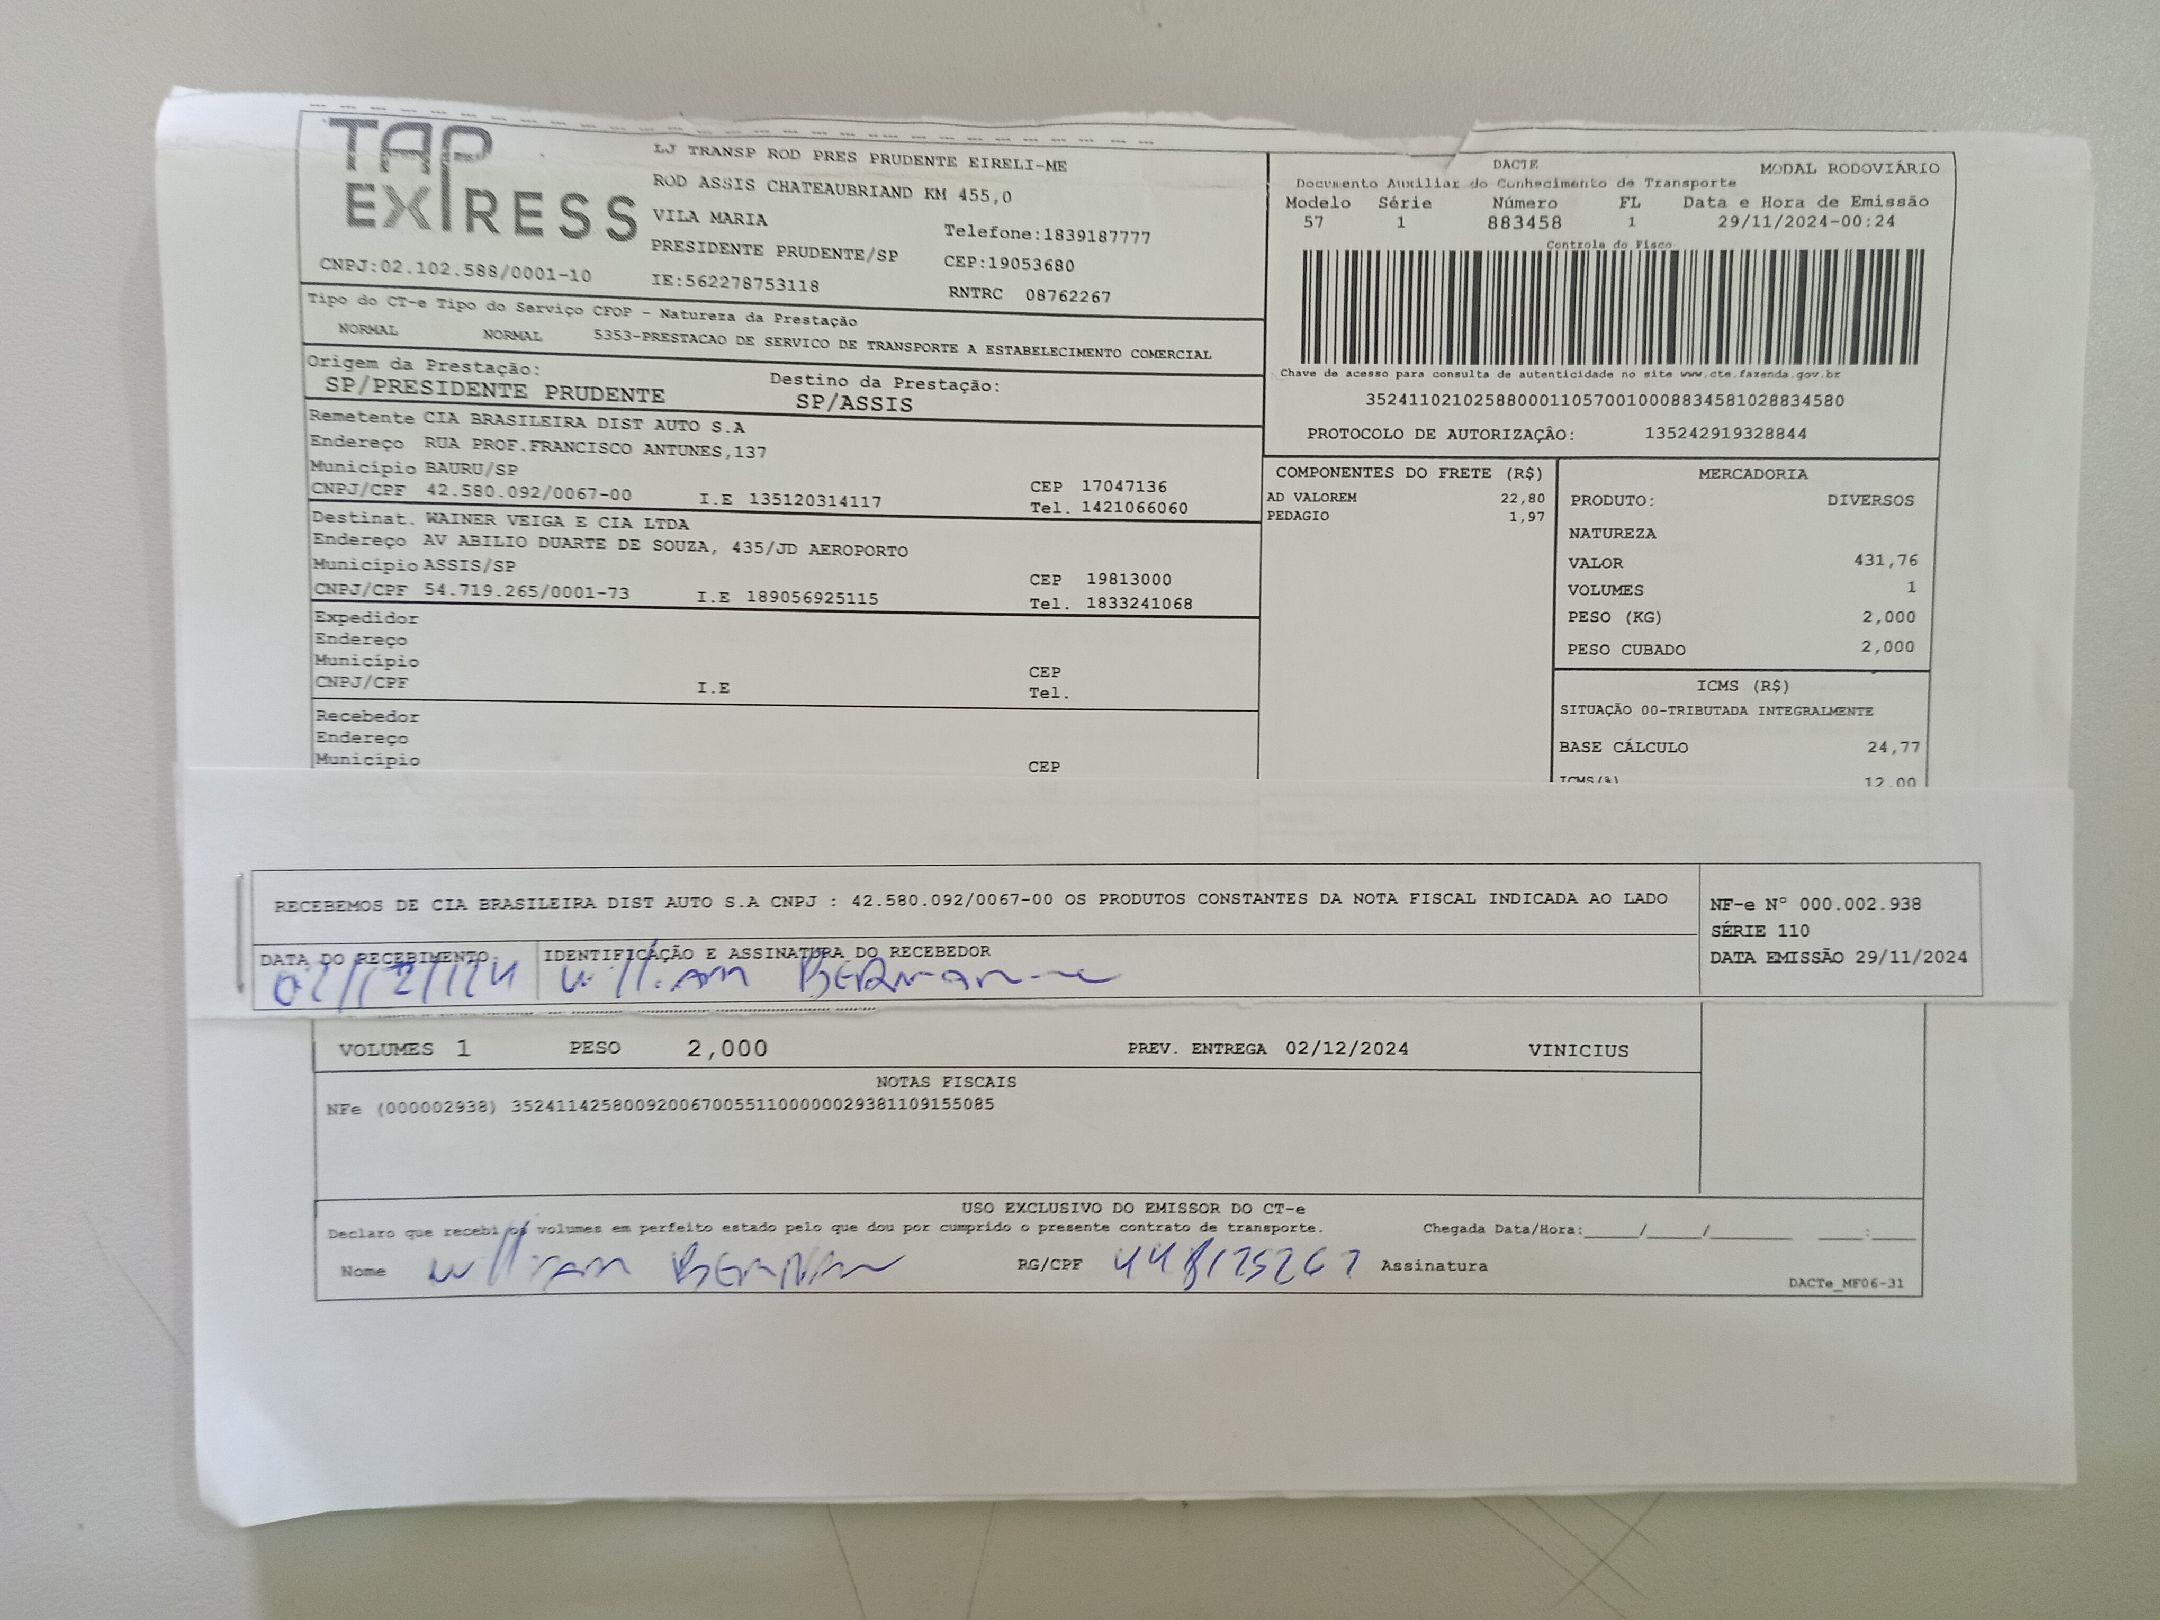 TAP EXPRESS
LJ TRANSP ROD PRES PRUDENTE EIRELI-ME
ROD ASSIS CHATEAUBRIAND KM 455,0
VILA MARIA
Telefone:1839187777
PRESIDENTE PRUDENTE/SP
CEP:19053680
CNPJ:02.102.588/0001-10
IE:562278753118
RNTRC 08762267
DACTE
MODAL RODOVIÁRIO
Documento Auxiliar do Conhecimento de Transporte
Modelo Série Número FL Data e Hora de Emissão
57 1 883458 1 29/11/2024-00:24
Controle do Fisco
Chave de acesso para consulta de autenticidade no site www.cte.fazenda.gov.br
35241102102588000110570010008834581028834580
PROTOCOLO DE AUTORIZAÇÃO: 135242919328844
Tipo do CT-e Tipo do Serviço CFOP - Natureza da Prestação
NORMAL NORMAL 5353-PRESTACAO DE SERVICO DE TRANSPORTE A ESTABELECIMENTO COMERCIAL
Origem da Prestação: Destino da Prestação:
SP/PRESIDENTE PRUDENTE SP/ASSIS
Remetente CIA BRASILEIRA DIST AUTO S.A
Endereço RUA PROF.FRANCISCO ANTUNES,137
Município BAURU/SP CEP 17047136
CNPJ/CPF 42.580.092/0067-00 I.E 135120314117 Tel. 1421066060
Destinat. WAINER VEIGA E CIA LTDA
Endereço AV ABILIO DUARTE DE SOUZA, 435/JD AEROPORTO
Município ASSIS/SP CEP 19813000
CNPJ/CPF 54.719.265/0001-73 I.E 189056925115 Tel. 1833241068
Expedidor
Endereço
Município CEP
CNPJ/CPF I.E Tel.
Recebedor
Endereço
Município CEP
COMPONENTES DO FRETE (R$)
AD VALOREM 22,80
PEDAGIO 1,97
MERCADORIA
PRODUTO: DIVERSOS
NATUREZA
VALOR 431,76
VOLUMES 1
PESO (KG) 2,000
PESO CUBADO 2,000
ICMS (R$)
SITUAÇÃO 00-TRIBUTADA INTEGRALMENTE
BASE CÁLCULO 24,77
ICMS(%) 12,00
RECEBEMOS DE CIA BRASILEIRA DIST AUTO S.A CNPJ : 42.580.092/0067-00 OS PRODUTOS CONSTANTES DA NOTA FISCAL INDICADA AO LADO
NF-e Nº 000.002.938
SÉRIE 110
DATA EMISSÃO 29/11/2024
DATA DO RECEBIMENTO IDENTIFICAÇÃO E ASSINATURA DO RECEBEDOR
02/12/24 William
VOLUMES 1 PESO 2,000 PREV. ENTREGA 02/12/2024 VINICIUS
NOTAS FISCAIS
NFe (000002938) 35241142580092006700551100000029381109155085
USO EXCLUSIVO DO EMISSOR DO CT-e
Declaro que recebi os volumes em perfeito estado pelo que dou por cumprido o presente contrato de transporte. Chegada Data/Hora:_____/_____/_______ ____:____
Nome William RG/CPF 448125267 Assinatura
DACTe_MF06-31